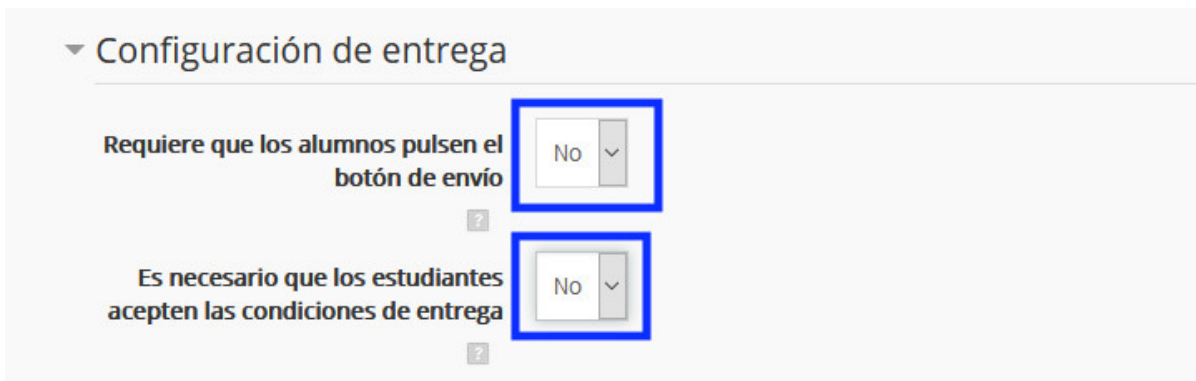 Configuración de entrega
Requiere que los alumnos pulsen el
botón de envío
No
?
Es necesario que los estudiantes
acepten las condiciones de entrega
No
?